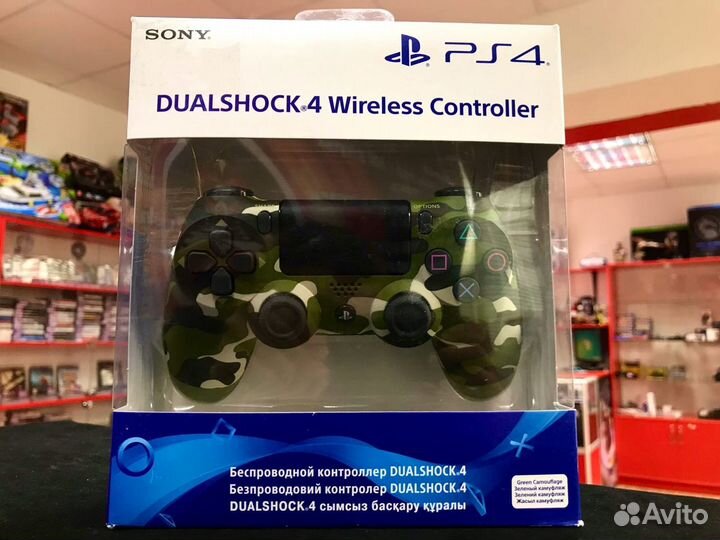 SONY
PS4
DUALSHOCK®4 Wireless Controller
SHARE
OPTIONS
Беспроводной контроллер DUALSHOCK®4
Безпроводовий контролер DUALSHOCK®4
DUALSHOCK®4 сымсыз басқару құралы
Green Camouflage
Зеленый камуфляж
Зелений камуфляж
Жасыл камуфляж
Avito